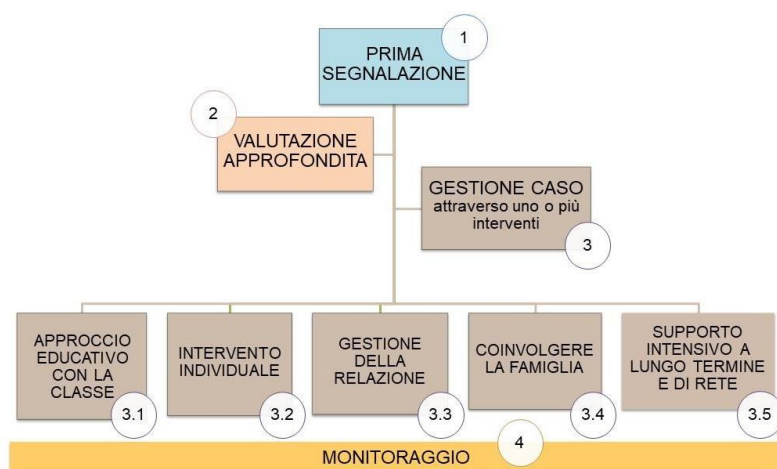 1
PRIMA
SEGNALAZIONE
2
VALUTAZIONE
APPROFONDITA
GESTIONE CASO
attraverso uno o più
interventi
3
APPROCCIO
EDUCATIVO
CON LA
CLASSE
3.1
INTERVENTO
INDIVIDUALE
3.2
GESTIONE
DELLA
RELAZIONE
3.3
COINVOLGERE
LA FAMIGLIA
3.4
SUPPORTO
INTENSIVO A
LUNGO TERMINE
E DI RETE
3.5
4
MONITORAGGIO